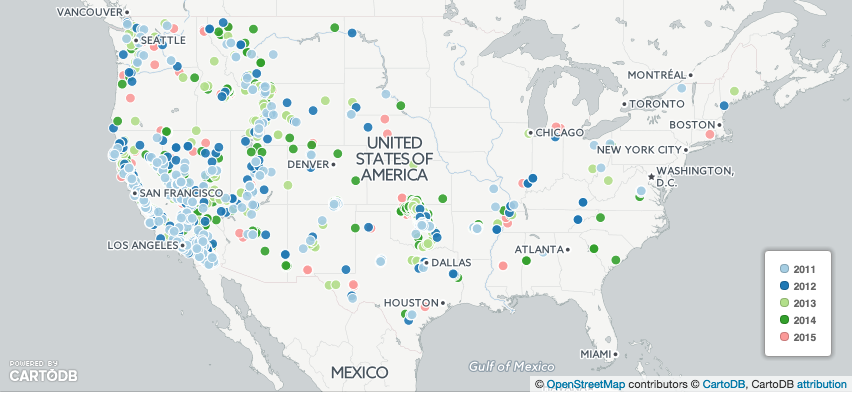 VANCOUVER
SEATTLE
MONTRÉAL
TORONTO
BOSTON
CHICAGO
NEW YORK CITY
UNITED
STATES OF
AMERICA
DENVER
WASHINGTON,
D.C.
SAN FRANCISCO
LOS ANGELES
ATLANTA
DALLAS
HOUSTON
2011
2012
2013
2014
2015
MIAMI
MEXICO
Gulf of Mexico
POWERED BY
CARTODB
© OpenStreetMap contributors © CartoDB, CartoDB attribution